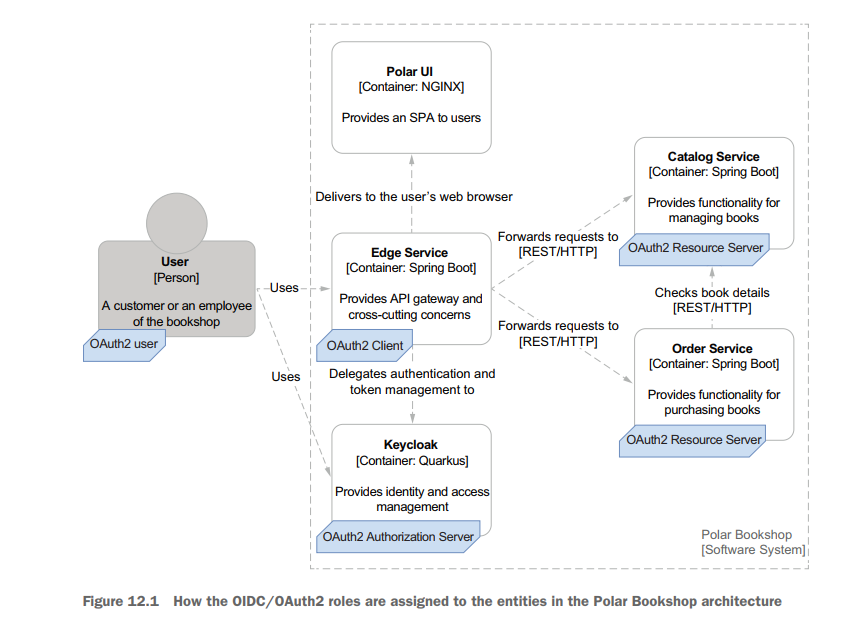 Polar UI
[Container: NGINX]
Provides an SPA to users
Delivers to the user's web browser
Catalog Service
[Container: Spring Boot]
Provides functionality for
managing books
OAuth2 Resource Server
User
[Person]
A customer or an employee
of the bookshop
OAuth2 user
Uses
Uses
Edge Service
[Container: Spring Boot]
Provides API gateway and
cross-cutting concerns
OAuth2 Client
Forwards requests to
[REST/HTTP]
Forwards requests to
[REST/HTTP]
Checks book details
[REST/HTTP]
Order Service
[Container: Spring Boot]
Provides functionality for
purchasing books
OAuth2 Resource Server
Delegates authentication and
token management to
Keycloak
[Container: Quarkus]
Provides identity and access
management
OAuth2 Authorization Server
Polar Bookshop
[Software System]
Figure 12.1 How the OIDC/OAuth2 roles are assigned to the entities in the Polar Bookshop architecture